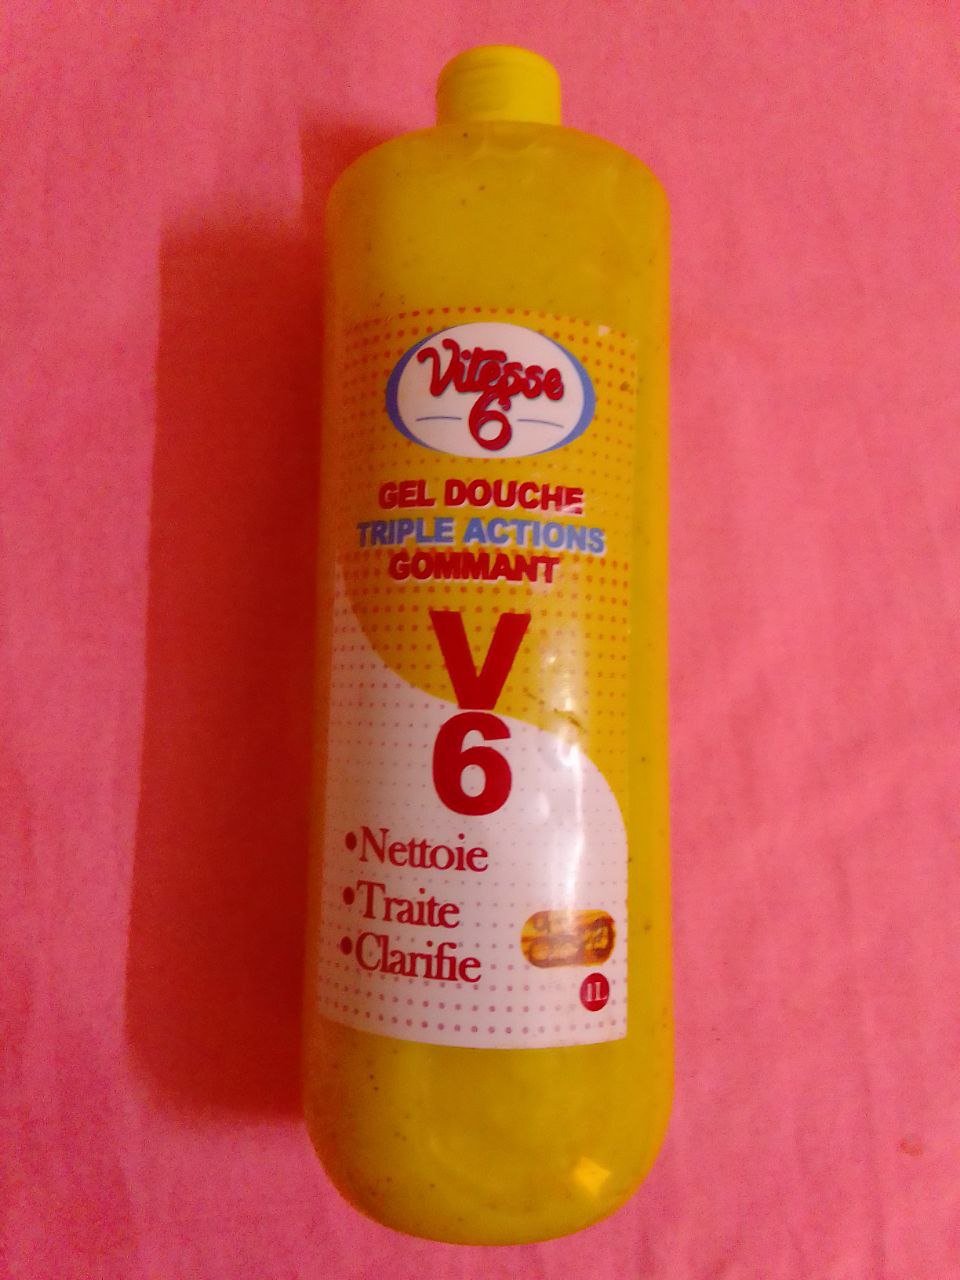 Vitesse
6
GEL DOUCHE
TRIPLE ACTIONS
GOMMANT
V
6
•Nettoie
•Traite
•Clarifie
1L